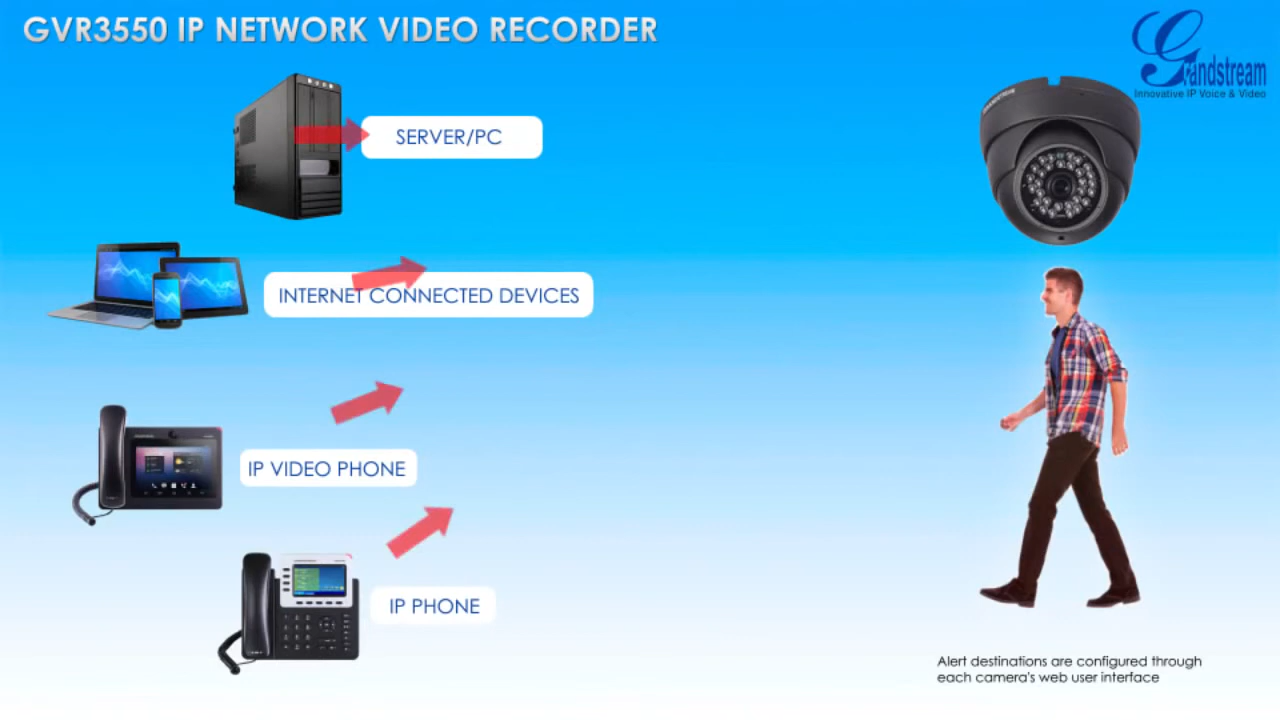 GVR3550 IP NETWORK VIDEO RECORDER
Grandstream
Innovative IP Voice & Video
SERVER/PC
INTERNET CONNECTED DEVICES
IP VIDEO PHONE
IP PHONE
Alert destinations are configured through
each camera's web user interface